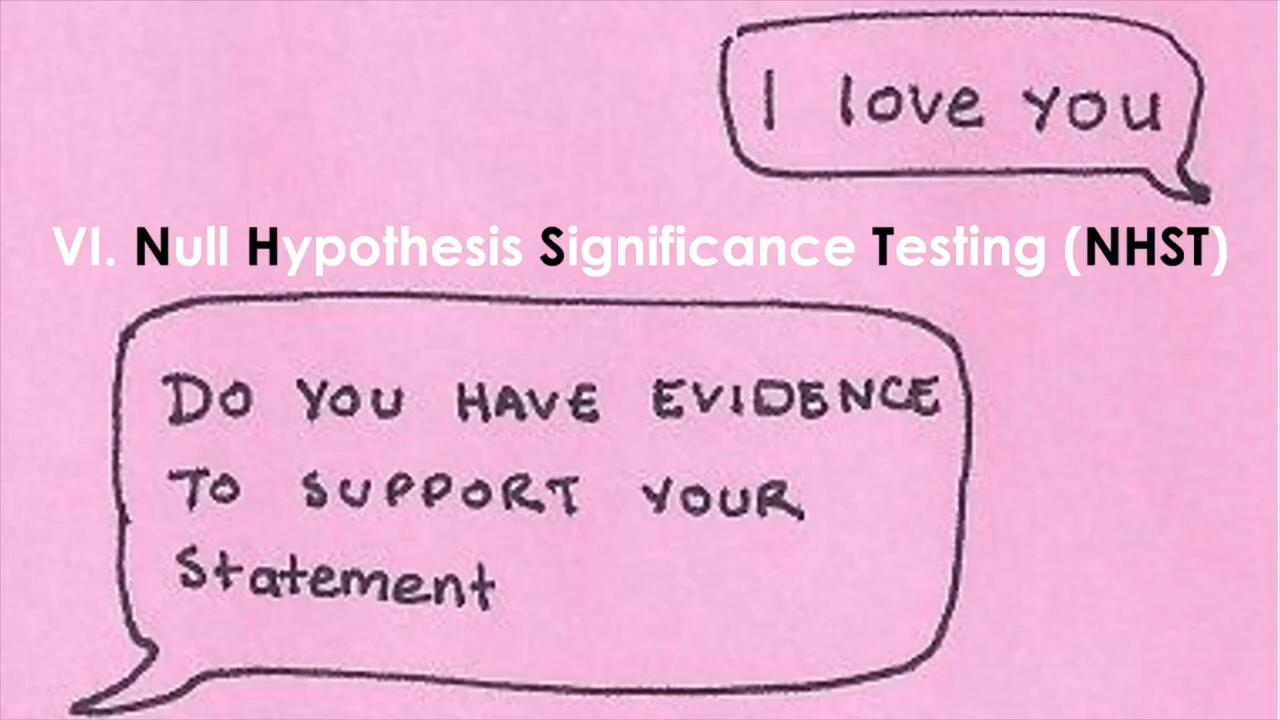 I love you
VI. Null Hypothesis Significance Testing (NHST)
DO YOU HAVE EVIDENCE
TO SUPPORT YOUR
Statement